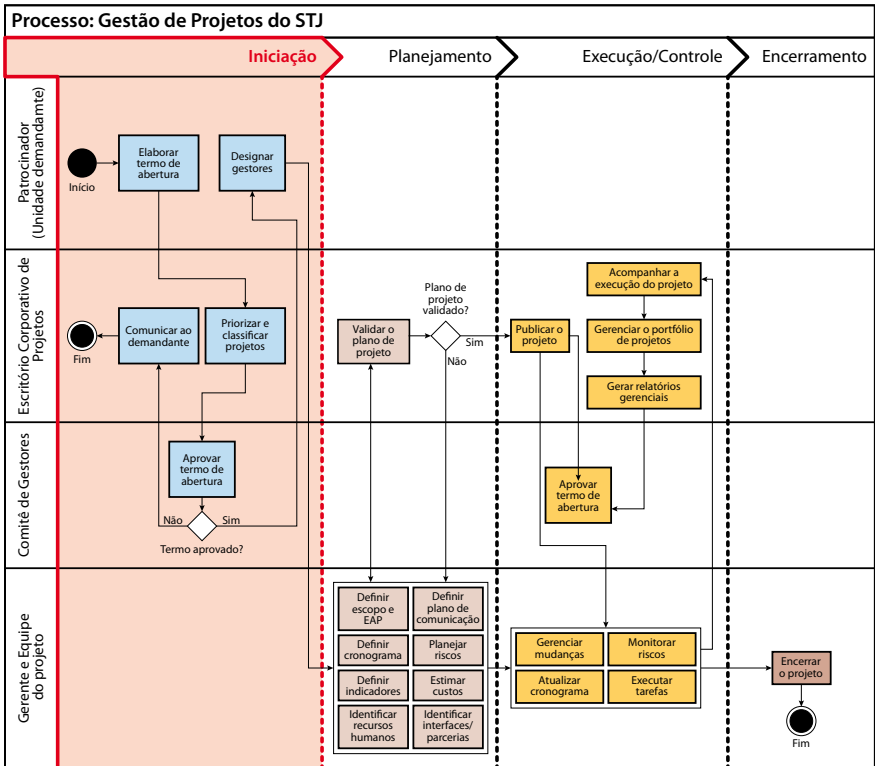 Processo: Gestão de Projetos do STJ
Iniciação
Planejamento
Execução/Controle
Encerramento
Patrocinador
(Unidade demandamte)
Início
Elaborar
termo de
abertura
Designar
gestores
Escritório Corporativo de
Projetos
Fim
Comunicar ao
demandante
Priorizar e
classificar
projetos
Validar o
plano de
projeto
Plano de
projeto
validado?
Sim
Não
Publicar o
projeto
Acompanhar a
execução do projeto
Gerenciar o portfólio
de projetos
Gerar relatórios
gerenciais
Comitê de Gestores
Aprovar
termo de
abertura
Não
Sim
Termo aprovado?
Aprovar
termo de
abertura
Gerente e Equipe
do projeto
Definir
escopo e
EAP
Definir
plano de
comunicação
Definir
cronograma
Planejar
riscos
Definir
indicadores
Estimar
custos
Identificar
recursos
humanos
Identificar
interfaces/
parcerias
Gerenciar
mudanças
Monitorar
riscos
Atualizar
cronograma
Executar
tarefas
Encerrar
o projeto
Fim